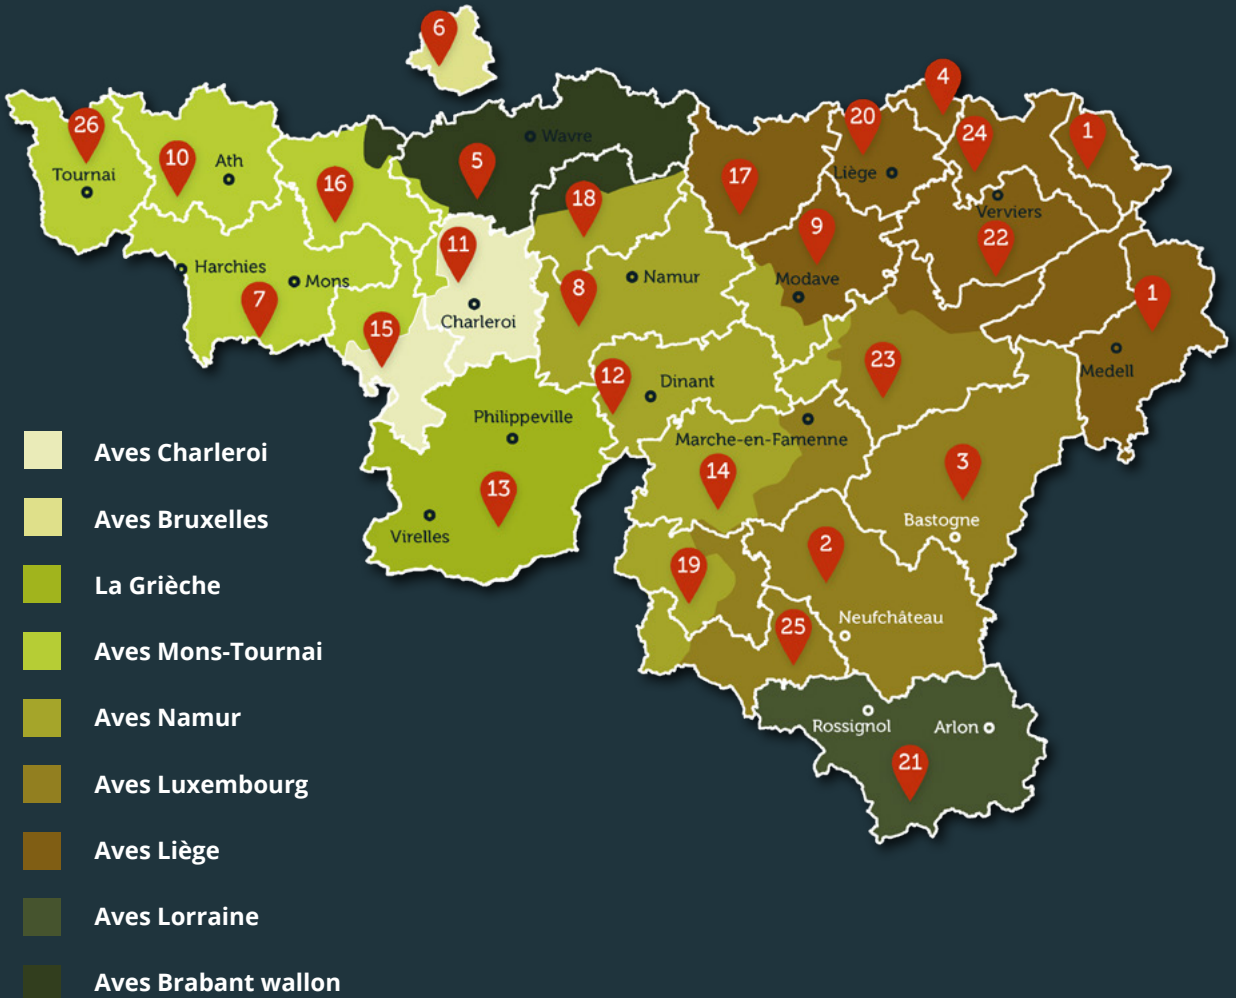 6
4
26
20
24
1
Wavre
10
Ath
5
Tournai
16
17
Liège
18
Verviers
11
9
22
Harchies
Mons
8
Namur
Modave
1
7
15
Charleroi
Medell
12
Dinant
23
Philippeville
Marche-en-Famenne
Aves Charleroi
14
3
13
Aves Bruxelles
Virelles
Bastogne
2
19
La Grièche
25
Neufchâteau
Aves Mons-Tournai
Aves Namur
Rossignol
Arlon
21
Aves Luxembourg
Aves Liège
Aves Lorraine
Aves Brabant wallon